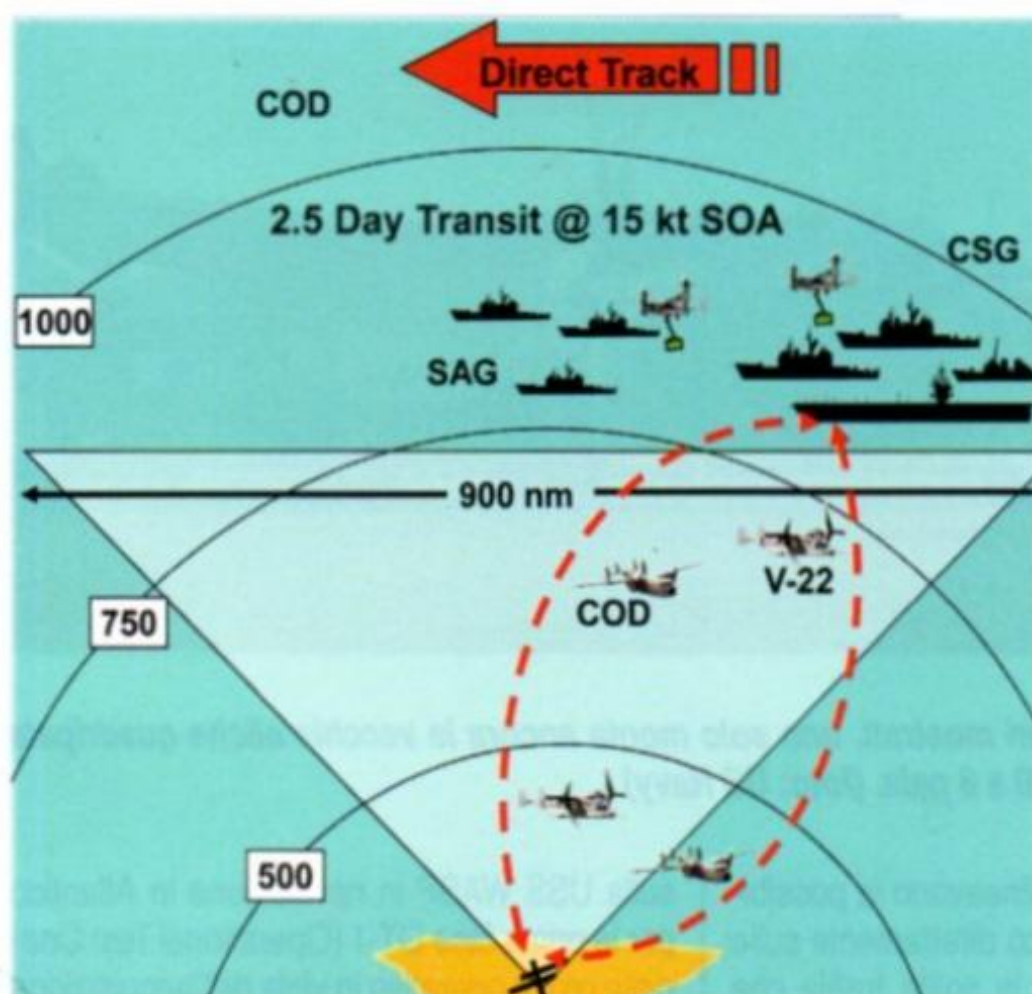 Direct Track
COD
2.5 Day Transit @ 15 kt SOA
CSG
1000
SAG
900 nm
V-22
COD
750
500